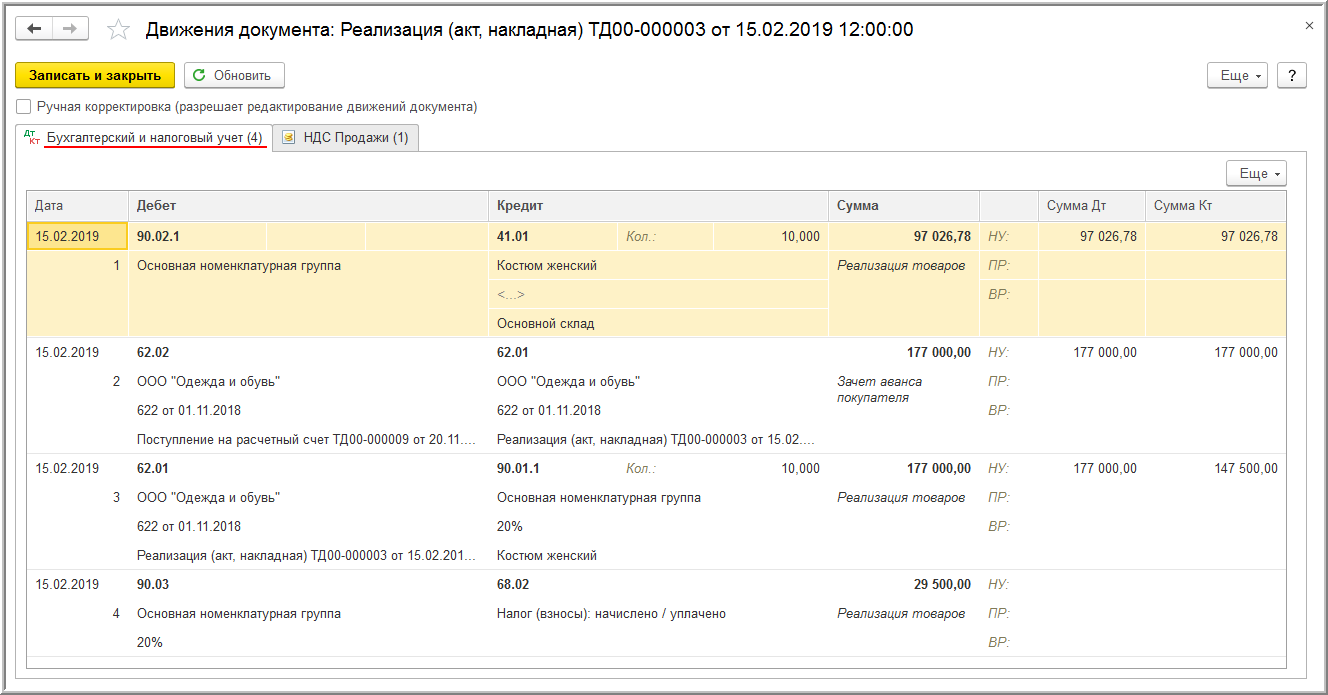 Движения документа: Реализация (акт, накладная) ТД00-000003 от 15.02.2019 12:00:00
Записать и закрыть Обновить Еще ?
Ручная корректировка (разрешает редактирование движений документа)
Дт Кт Бухгалтерский и налоговый учет (4) НДС Продажи (1)
Еще
Дата Дебет Кредит Сумма Сумма Дт Сумма Кт
15.02.2019 90.02.1 41.01 Кол.: 10,000 97 026,78 НУ: 97 026,78 97 026,78
1 Основная номенклатурная группа Костюм женский Реализация товаров ПР:
<...> ВР:
Основной склад
15.02.2019 62.02 62.01 177 000,00 НУ: 177 000,00 177 000,00
2 ООО "Одежда и обувь" ООО "Одежда и обувь" Зачет аванса покупателя ПР:
622 от 01.11.2018 622 от 01.11.2018 ВР:
Поступление на расчетный счет ТД00-000009 от 20.11.... Реализация (акт, накладная) ТД00-000003 от 15.02....
15.02.2019 62.01 90.01.1 Кол.: 10,000 177 000,00 НУ: 177 000,00 147 500,00
3 ООО "Одежда и обувь" Основная номенклатурная группа Реализация товаров ПР:
622 от 01.11.2018 20% ВР:
Реализация (акт, накладная) ТД00-000003 от 15.02.201... Костюм женский
15.02.2019 90.03 68.02 29 500,00 НУ:
4 Основная номенклатурная группа Налог (взносы): начислено / уплачено Реализация товаров ПР:
20% ВР: